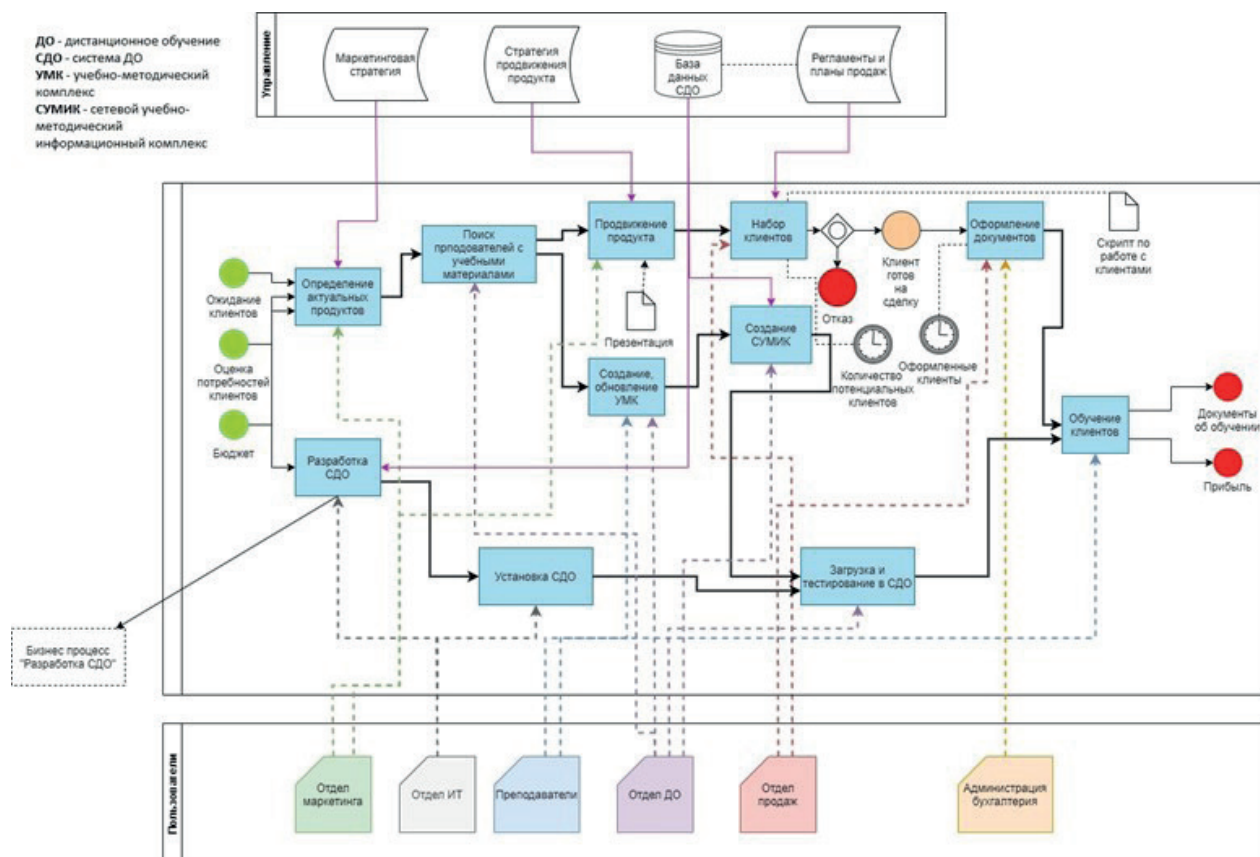 ДО - дистанционное обучение
СДО - система ДО
УМК - учебно-методический
комплекс
СУМИК - сетевой учебно-
методический
информационный комплекс
Управление
Маркетинговая
стратегия
Стратегия
продвижения
продукта
База
данных
СДО
Регламенты и
планы продаж
Ожидание
клиентов
Оценка
потребностей
клиентов
Бюджет
Определение
актуальных
продуктов
Поиск
прподователей с
учебными
материалами
Продвижение
продукта
Презентация
Создание,
обновление
УМК
Набор
клиентов
Отказ
Клиент
готов
на
сделку
Оформление
документов
Скрипт по
работе с
клиентами
Создание
СУМИК
Количество
потенциальных
клиентов
Оформленные
клиенты
Обучение
клиентов
Документы
об обучении
Прибыль
Разработка
СДО
Установка СДО
Загрузка и
тестирование в СДО
Бизнес процесс
"Разработка СДО"
Пользователи
Отдел
маркетинга
Отдел ИТ
Преподаватели
Отдел ДО
Отдел
продаж
Администрация
бухгалтерия